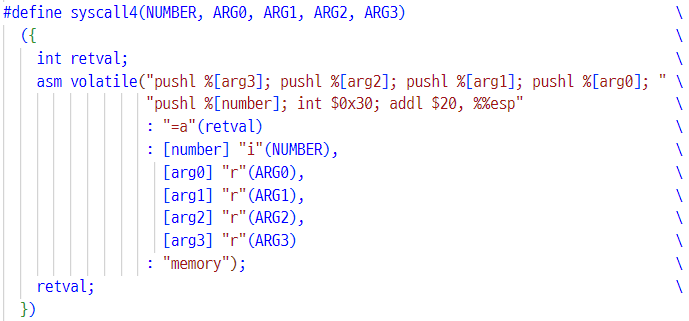 #define syscall4(NUMBER, ARG0, ARG1, ARG2, ARG3) \
({ \
int retval; \
asm volatile("pushl %[arg3]; pushl %[arg2]; pushl %[arg1]; pushl %[arg0]; " \
"pushl %[number]; int $0x30; addl $20, %%esp" \
: "=a"(retval) \
: [number] "i"(NUMBER), \
[arg0] "r"(ARG0), \
[arg1] "r"(ARG1), \
[arg2] "r"(ARG2), \
[arg3] "r"(ARG3) \
: "memory"); \
retval; \
})